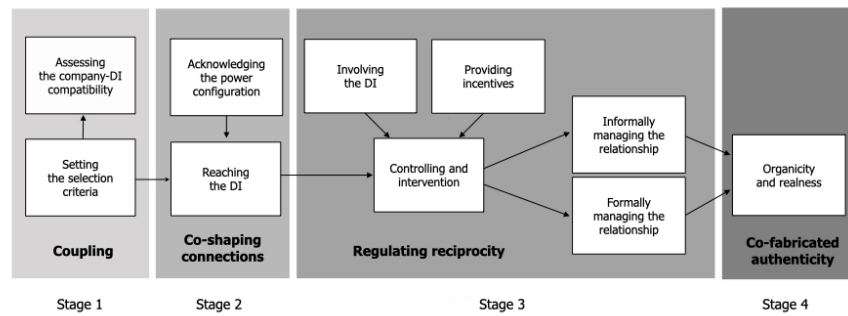 Assessing
the company-DI
compatibility
Setting
the selection
criteria
Coupling
Stage 1
Acknowledging
the power
configuration
Reaching
the DI
Co-shaping
connections
Stage 2
Involving
the DI
Providing
incentives
Controlling and
intervention
Informally
managing the
relationship
Formally
managing the
relationship
Regulating reciprocity
Stage 3
Organicity
and realness
Co-fabricated
authenticity
Stage 4